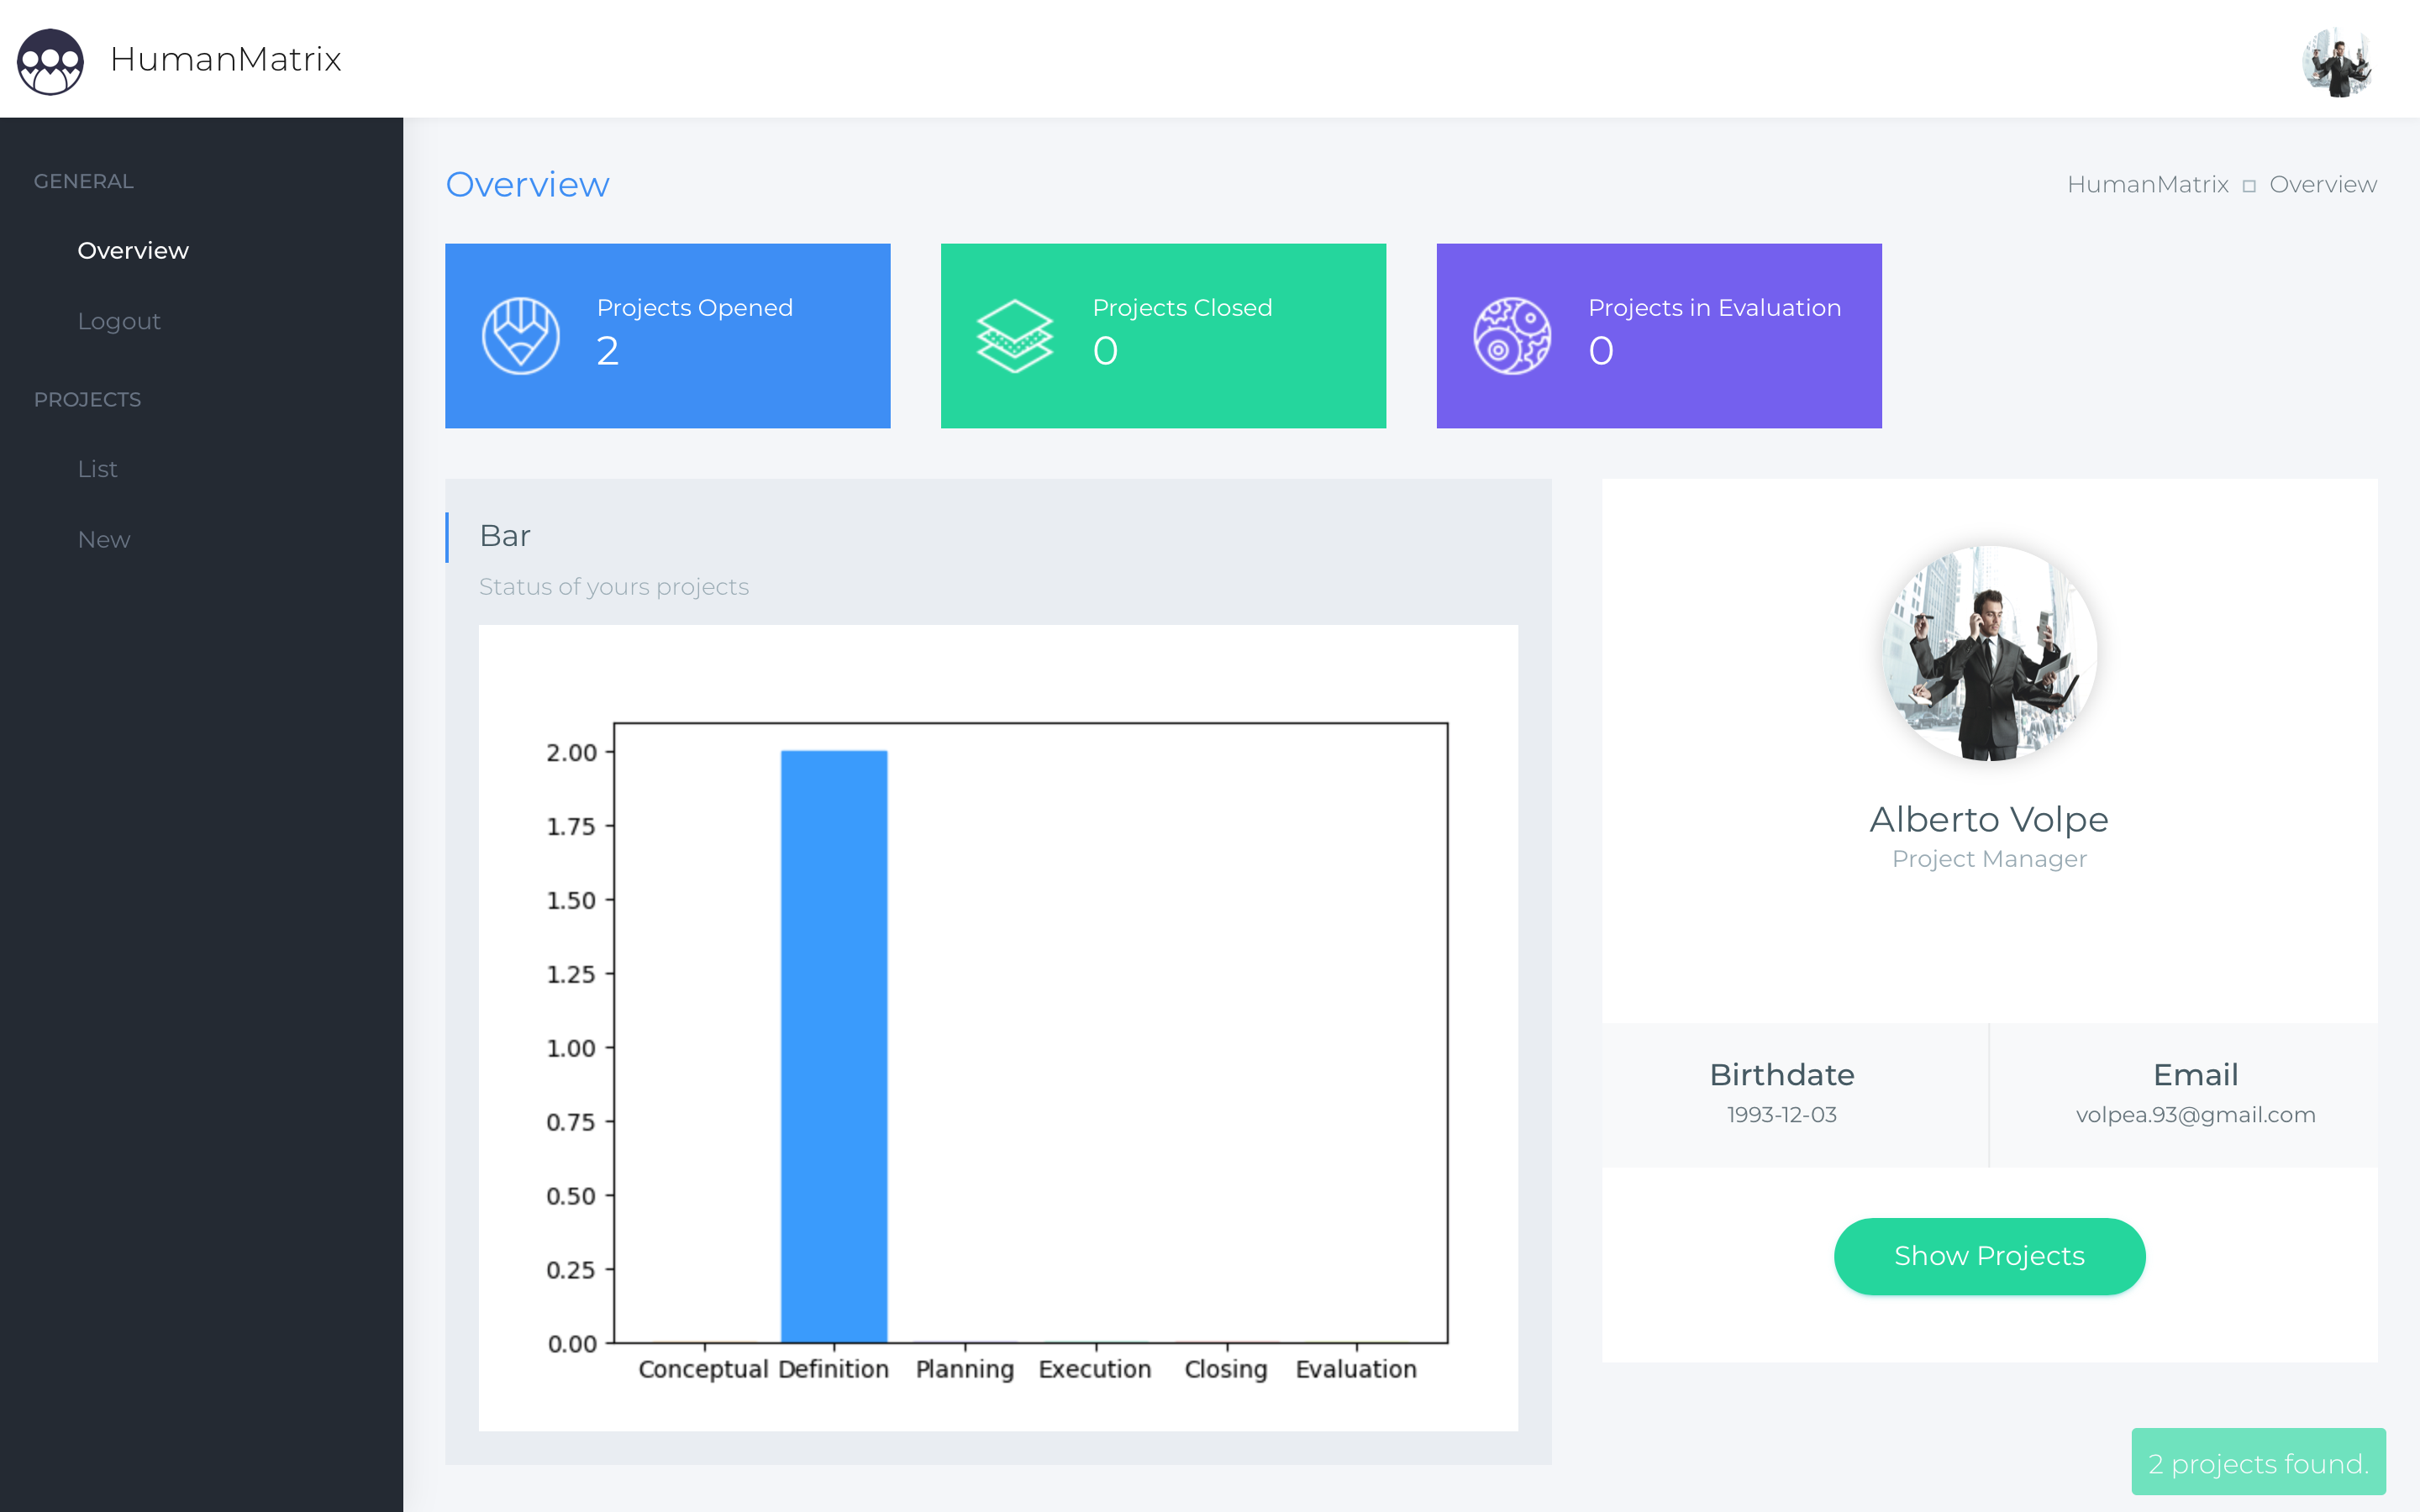 HumanMatrix
GENERAL
Overview
Logout
PROJECTS
List
New
Overview
HumanMatrix Overview
Projects Opened
2
Projects Closed
0
Projects in Evaluation
0
Bar
Status of yours projects
2.00
1.75
1.50
1.25
1.00
0.75
0.50
0.25
0.00
Conceptual Definition Planning Execution Closing Evaluation
Alberto Volpe
Project Manager
Birthdate
1993-12-03
Email
volpea.93@gmail.com
Show Projects
2 projects found.